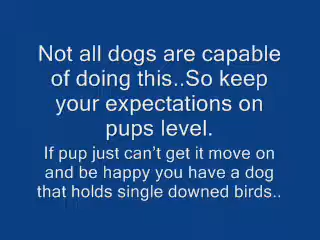 Not all dogs are capable
of doing this..So keep
your expectations on
pups level.
If pup just can't get it move on
and be happy you have a dog
that holds single downed birds..